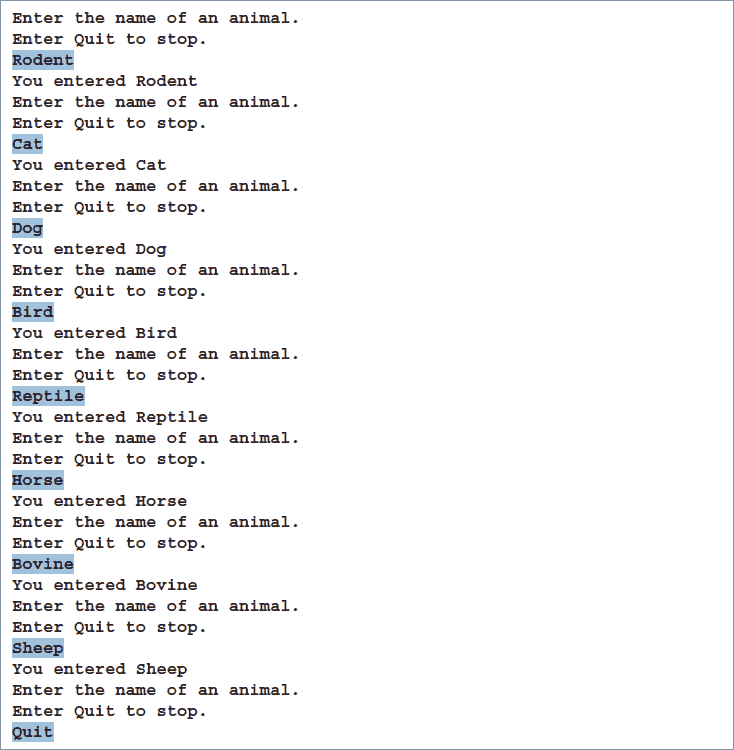 Enter the name of an animal.
Enter Quit to stop.
Rodent
You entered Rodent
Enter the name of an animal.
Enter Quit to stop.
Cat
You entered Cat
Enter the name of an animal.
Enter Quit to stop.
Dog
You entered Dog
Enter the name of an animal.
Enter Quit to stop.
Bird
You entered Bird
Enter the name of an animal.
Enter Quit to stop.
Reptile
You entered Reptile
Enter the name of an animal.
Enter Quit to stop.
Horse
You entered Horse
Enter the name of an animal.
Enter Quit to stop.
Bovine
You entered Bovine
Enter the name of an animal.
Enter Quit to stop.
Sheep
You entered Sheep
Enter the name of an animal.
Enter Quit to stop.
Quit